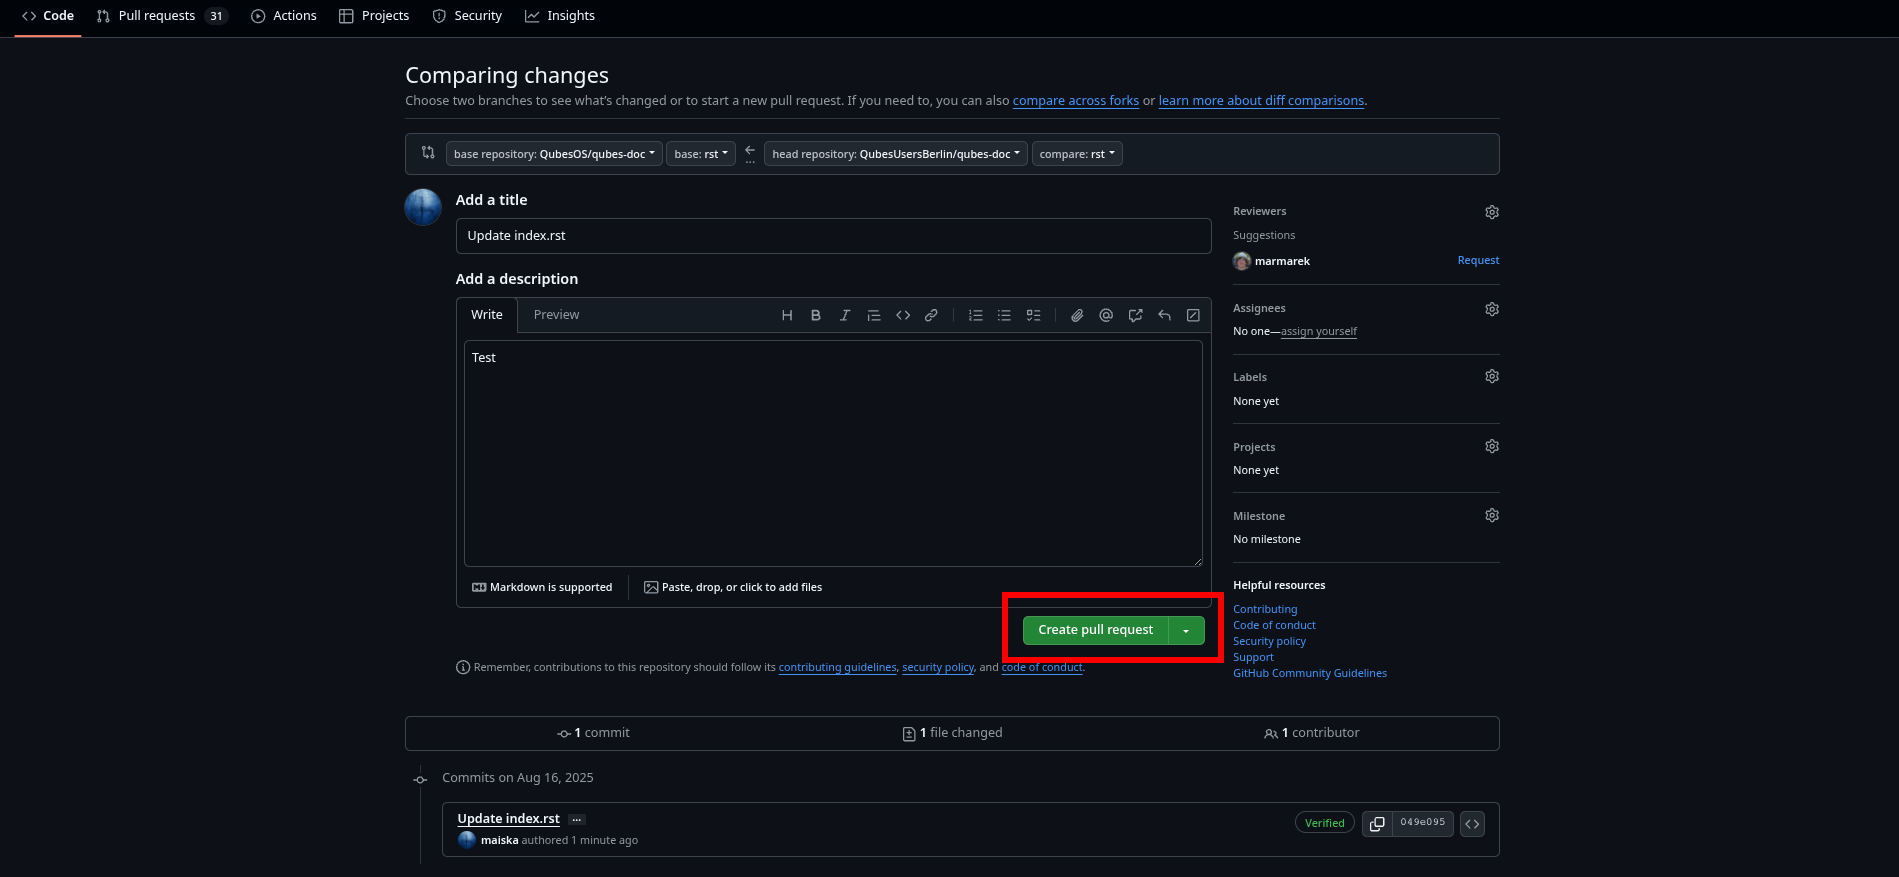 Code Pull requests 31 Actions Projects Security Insights
Comparing changes
Choose two branches to see what's changed or to start a new pull request. If you need to, you can also compare across forks or learn more about diff comparisons.
base repository: QubesOS/qubes-doc base: rst ... head repository: QubesUsersBerlin/qubes-doc compare: rst
Add a title
Update index.rst
Add a description
Write Preview
Test
Markdown is supported Paste, drop, or click to add files
Create pull request
Remember, contributions to this repository should follow its contributing guidelines, security policy, and code of conduct.
Reviewers
Suggestions
marmarek Request
Assignees
No one—assign yourself
Labels
None yet
Projects
None yet
Milestone
No milestone
Helpful resources
Contributing
Code of conduct
Security policy
Support
GitHub Community Guidelines
1 commit 1 file changed 1 contributor
Commits on Aug 16, 2025
Update index.rst ...
Verified 049e095
maiska authored 1 minute ago